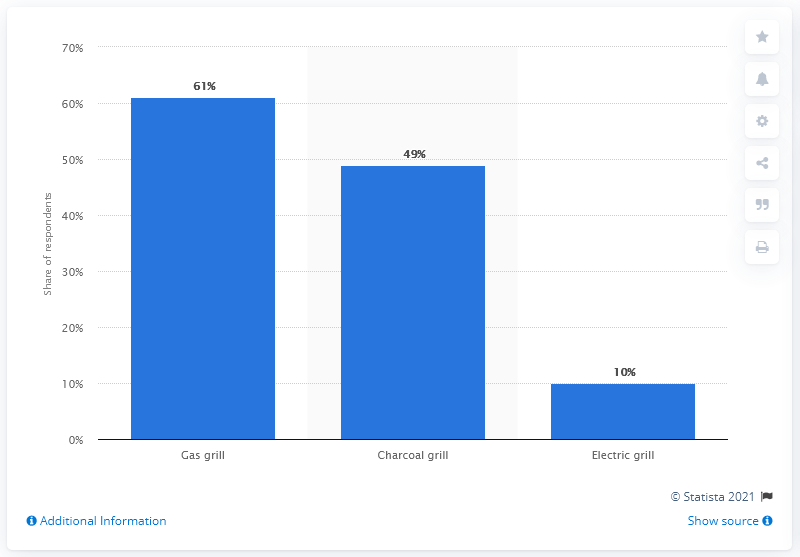 70%
61%
60%
49%
50%
40%
Share of respondents
30%
20%
10%
10%
0%
Gas grill
Charcoal grill
Electric grill
© Statista 2021
Additional Information
Show source